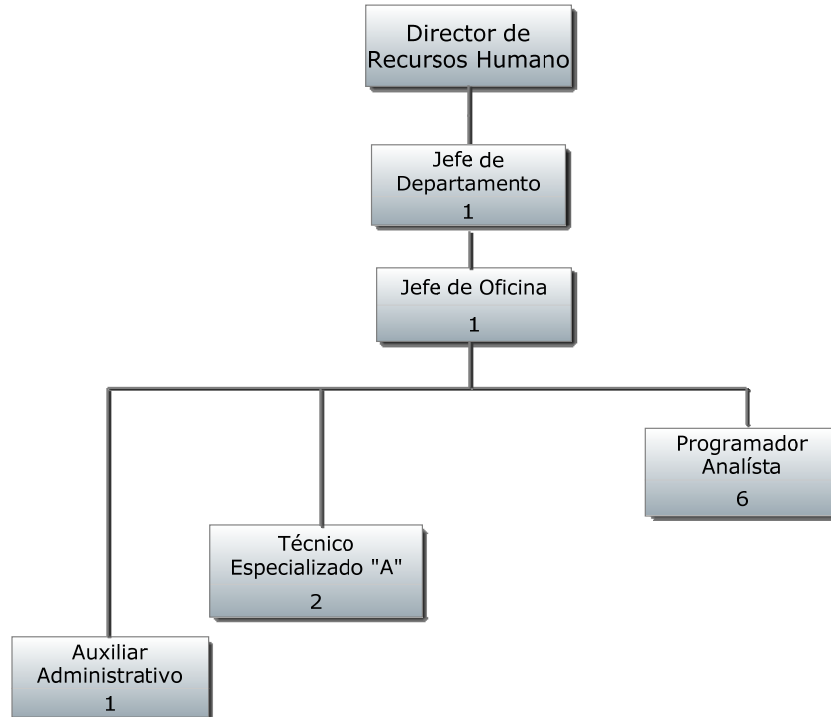 Director de
Recursos Humano
Jefe de
Departamento
1
Jefe de Oficina
1
Programador
Analísta
6
Técnico
Especializado "A"
2
Auxiliar
Administrativo
1